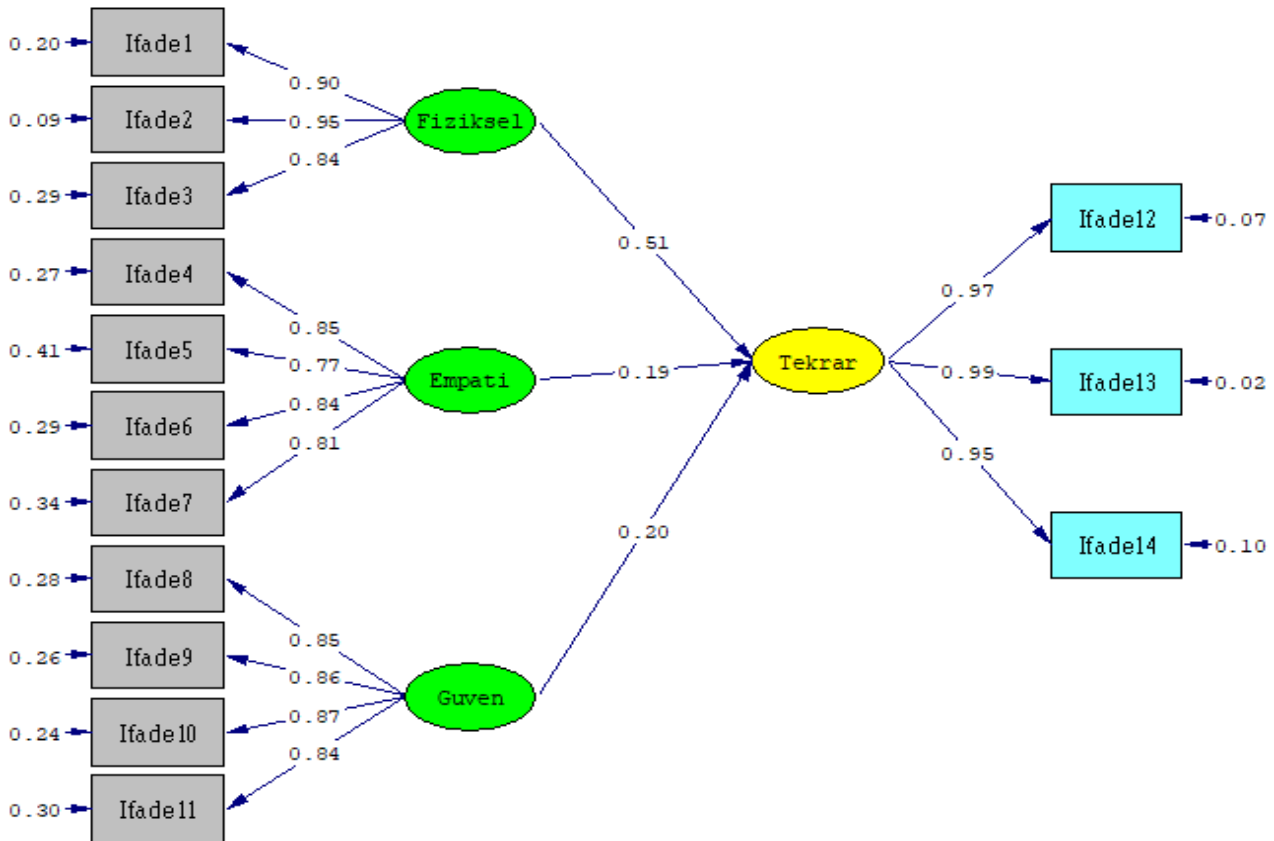 0.20 Ifade1
0.90
0.09 Ifade2
0.95
Fiziksel
0.84
0.29 Ifade3
0.51
0.27 Ifade4
0.85
0.41 Ifade5
0.77
Empati
0.84
0.29 Ifade6
0.81
0.34 Ifade7
0.19
0.28 Ifade8
0.85
0.26 Ifade9
0.86
Guven
0.87
0.24 Ifade10
0.84
0.30 Ifade11
0.20
Tekrar
0.97
Ifade12 0.07
0.99
Ifade13 0.02
0.95
Ifade14 0.10